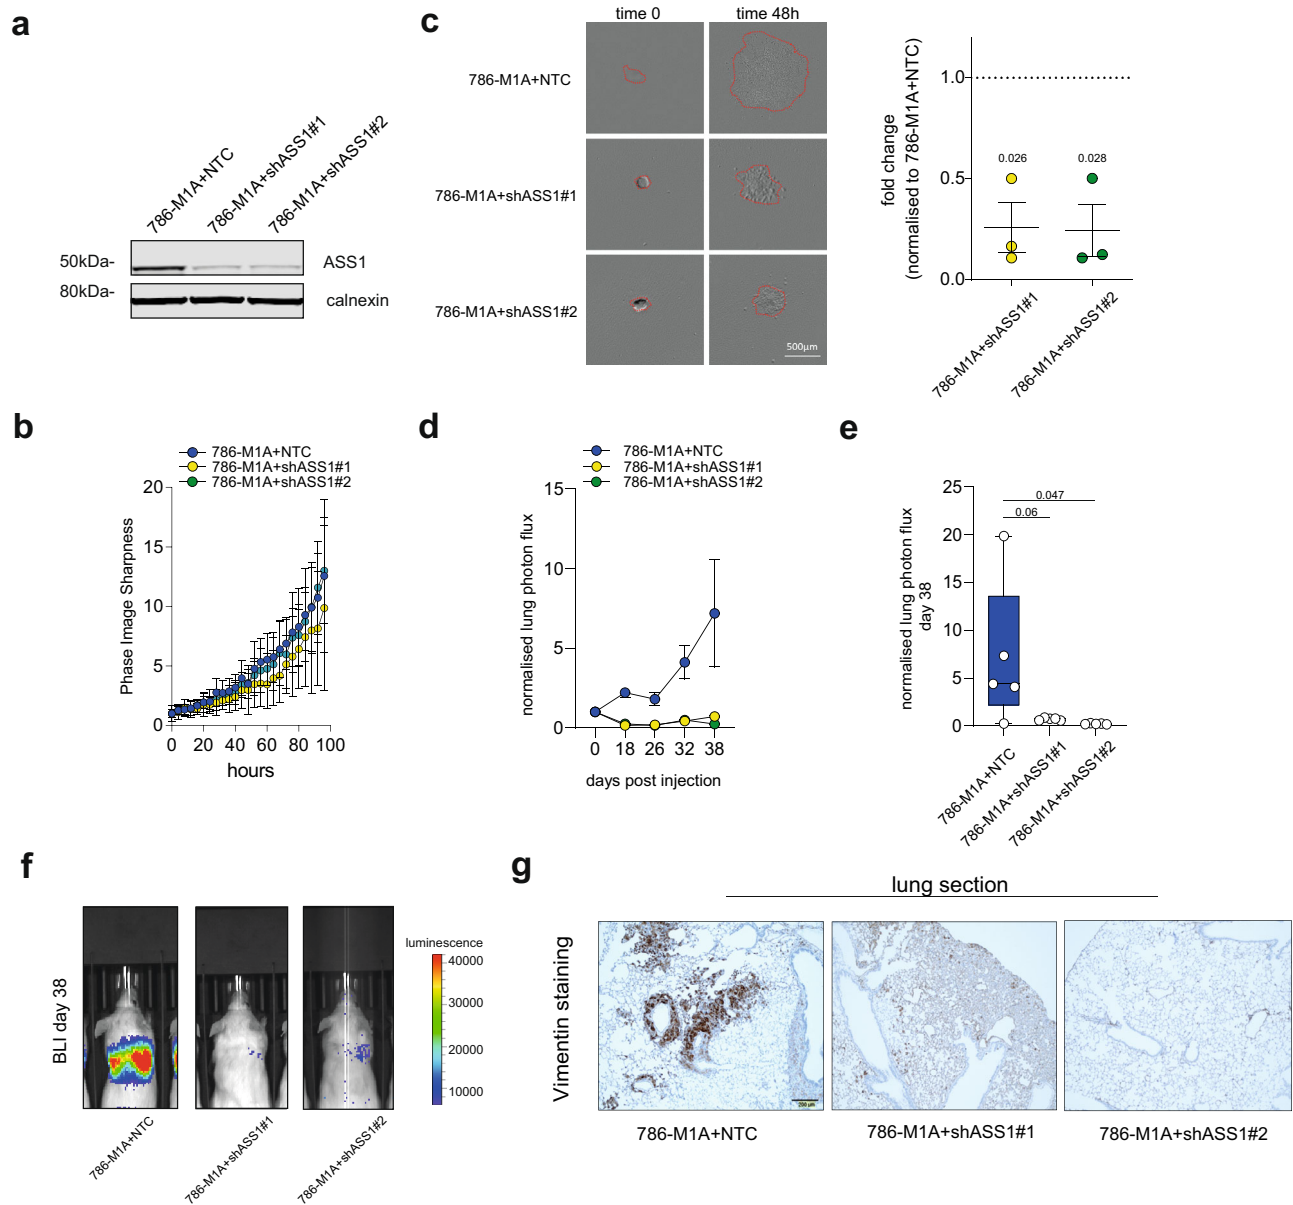 a
786-M1A+NTC
786-M1A+shASS1#1
786-M1A+shASS1#2
50kDa-
ASS1
80kDa-
calnexin
c
time 0
time 48h
786-M1A+NTC
786-M1A+shASS1#1
786-M1A+shASS1#2
500µm
fold change
(normalised to 786-M1A+NTC)
1.0
0.5
0.0
0.026
0.028
786-M1A+shASS1#1
786-M1A+shASS1#2
b
786-M1A+NTC
786-M1A+shASS1#1
786-M1A+shASS1#2
Phase Image Sharpness
20
15
10
5
0
0 20 40 60 80 100
hours
d
786-M1A+NTC
786-M1A+shASS1#1
786-M1A+shASS1#2
normalised lung photon flux
15
10
5
0
0 18 26 32 38
days post injection
e
normalised lung photon flux
day 38
25
20
15
10
5
0
0.047
0.06
786-M1A+NTC
786-M1A+shASS1#1
786-M1A+shASS1#2
f
BLI day 38
luminescence
40000
30000
20000
10000
786-M1A+NTC
786-M1A+shASS1#1
786-M1A+shASS1#2
g
lung section
Vimentin staining
200 µm
786-M1A+NTC
786-M1A+shASS1#1
786-M1A+shASS1#2